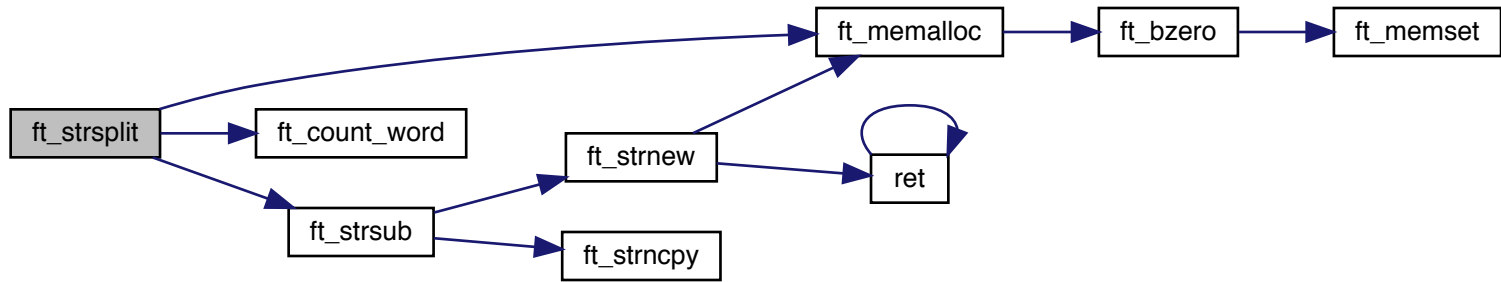 ft_strsplit
ft_memalloc
ft_bzero
ft_memset
ft_count_word
ft_strnew
ret
ft_strsub
ft_strncpy